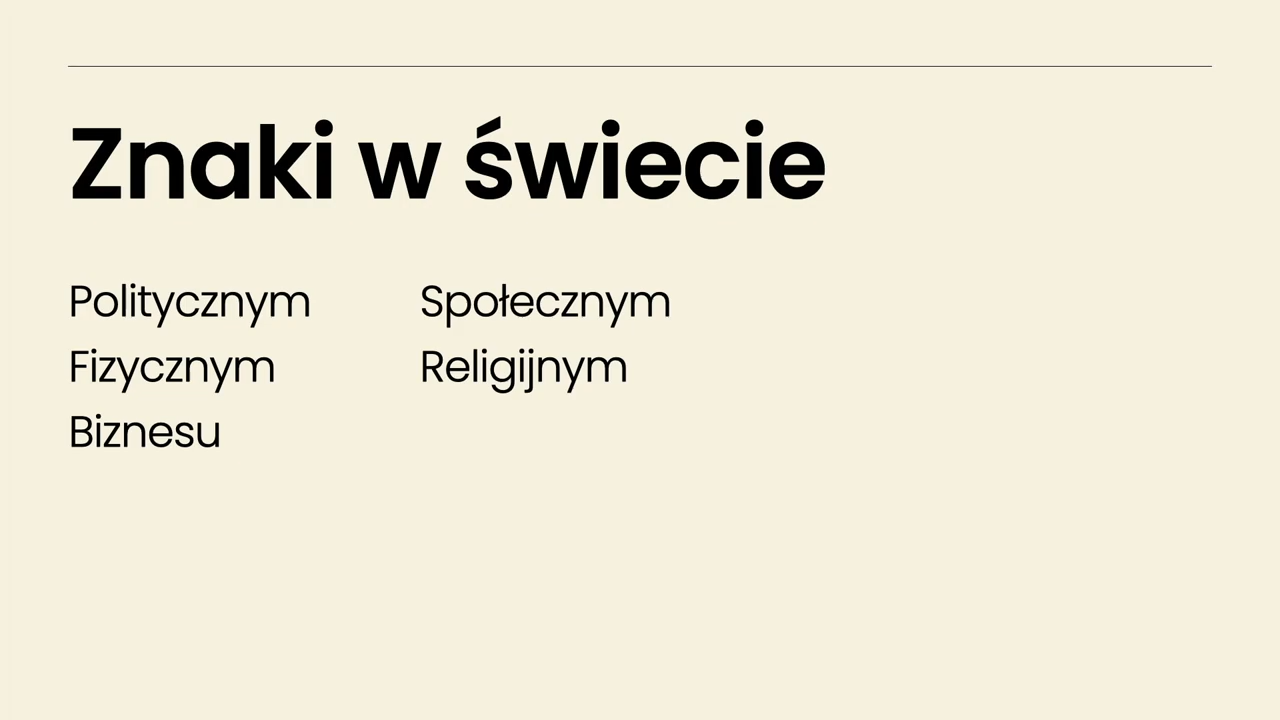 Znaki w świecie
Politycznym
Fizycznym
Biznesu
Społecznym
Religijnym